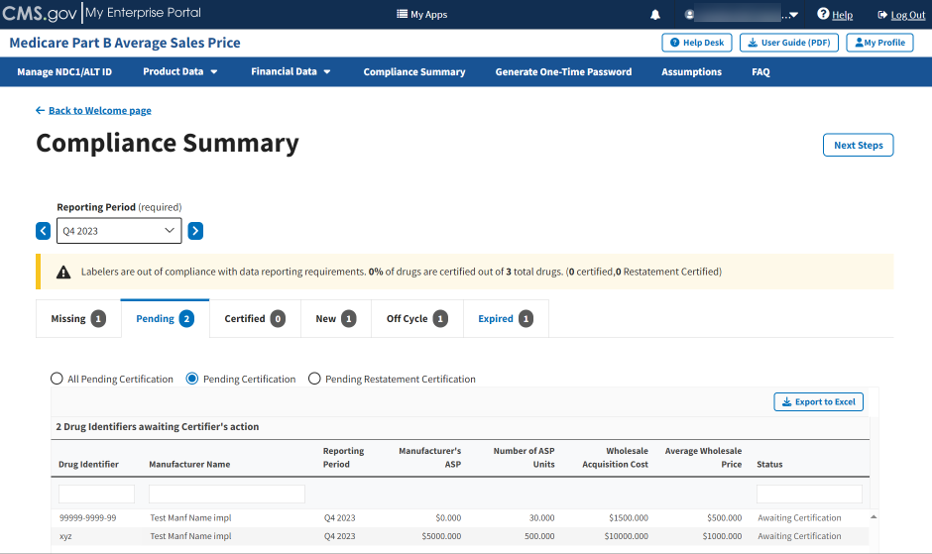 CMS.gov | My Enterprise Portal My Apps ... Help Log Out
Medicare Part B Average Sales Price Help Desk User Guide (PDF) My Profile
Manage NDC1/ALT ID Product Data Financial Data Compliance Summary Generate One-Time Password Assumptions FAQ
Back to Welcome page
Compliance Summary Next Steps
Reporting Period (required)
Q4 2023
Labelers are out of compliance with data reporting requirements. 0% of drugs are certified out of 3 total drugs. (0 certified,0 Restatement Certified)
Missing 1 Pending 2 Certified 0 New 1 Off Cycle 1 Expired 1
All Pending Certification Pending Certification Pending Restatement Certification
Export to Excel
2 Drug Identifiers awaiting Certifier's action
Drug Identifier Manufacturer Name Reporting Period Manufacturer's ASP Number of ASP Units Wholesale Acquisition Cost Average Wholesale Price Status
99999-9999-99 Test Manf Name impl Q4 2023 $0.000 30.000 $1500.000 $500.000 Awaiting Certification
xyz Test Manf Name impl Q4 2023 $5000.000 500.000 $10000.000 $1000.000 Awaiting Certification